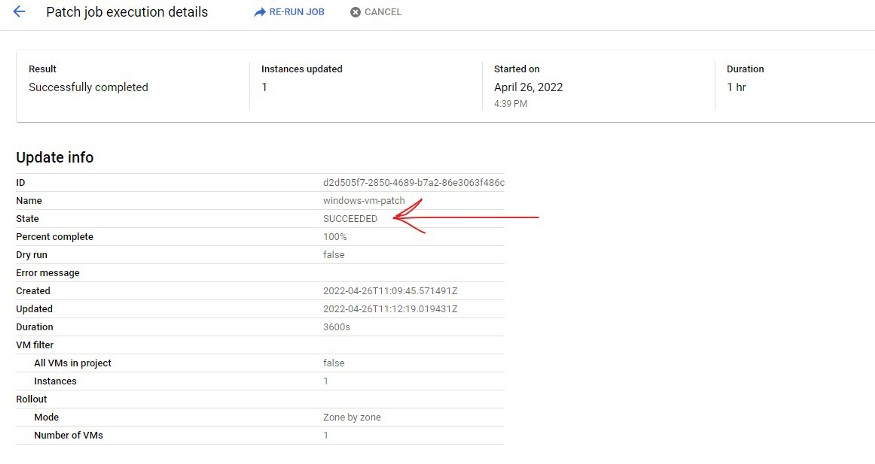 Patch job execution details RE-RUN JOB CANCEL
Result Instances updated Started on Duration
Successfully completed 1 April 26, 2022 1 hr
4:39 PM
Update info
ID d2d505f7-2850-4689-b7a2-86e3063f486c
Name windows-vm-patch
State SUCCEEDED
Percent complete 100%
Dry run false
Error message
Created 2022-04-26T11:09:45.571491Z
Updated 2022-04-26T11:12:19.019431Z
Duration 3600s
VM filter
All VMs in project false
Instances 1
Rollout
Mode Zone by zone
Number of VMs 1